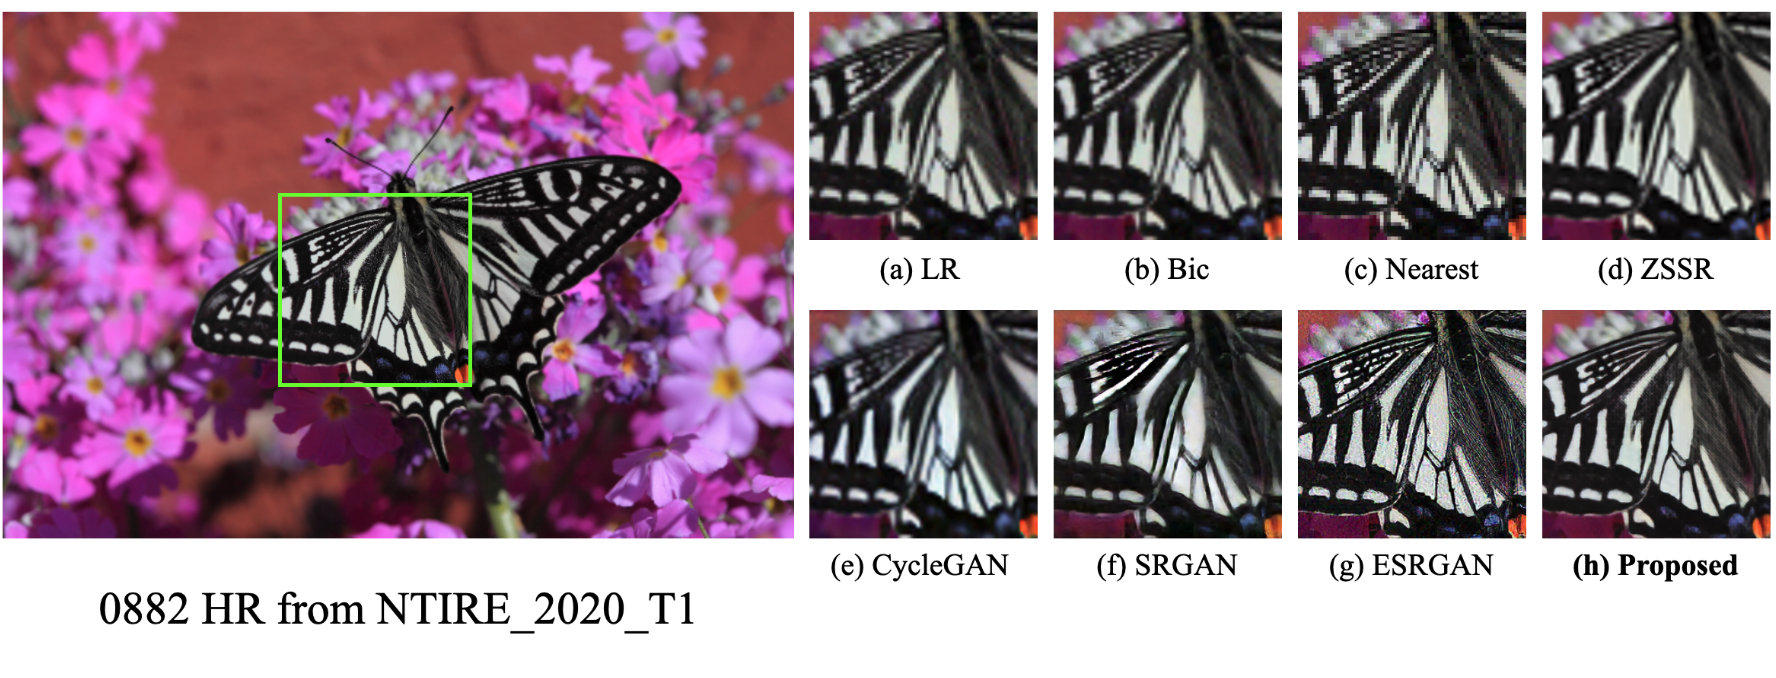 (a) LR
(b) Bic
(c) Nearest
(d) ZSSR
(e) CycleGAN
(f) SRGAN
(g) ESRGAN
(h) Proposed
0882 HR from NTIRE_2020_T1